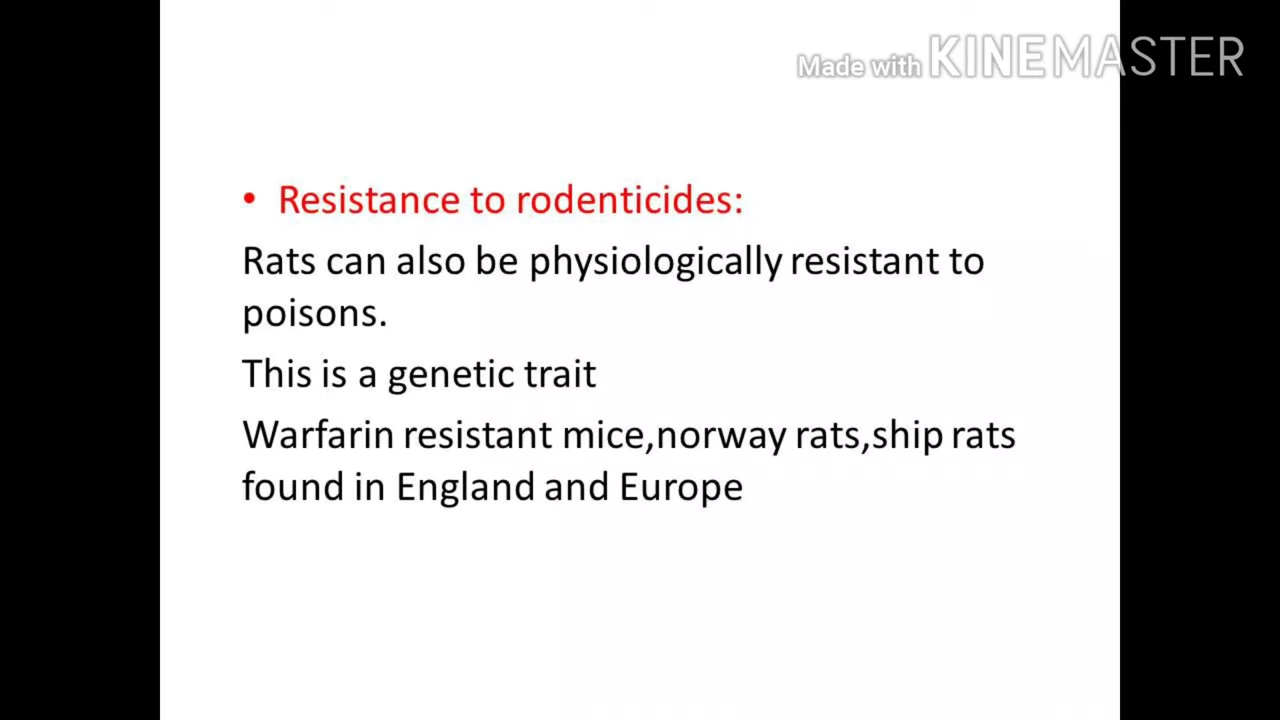 Made with KINEMASTER
• Resistance to rodenticides:
Rats can also be physiologically resistant to
poisons.
This is a genetic trait
Warfarin resistant mice,norway rats,ship rats
found in England and Europe